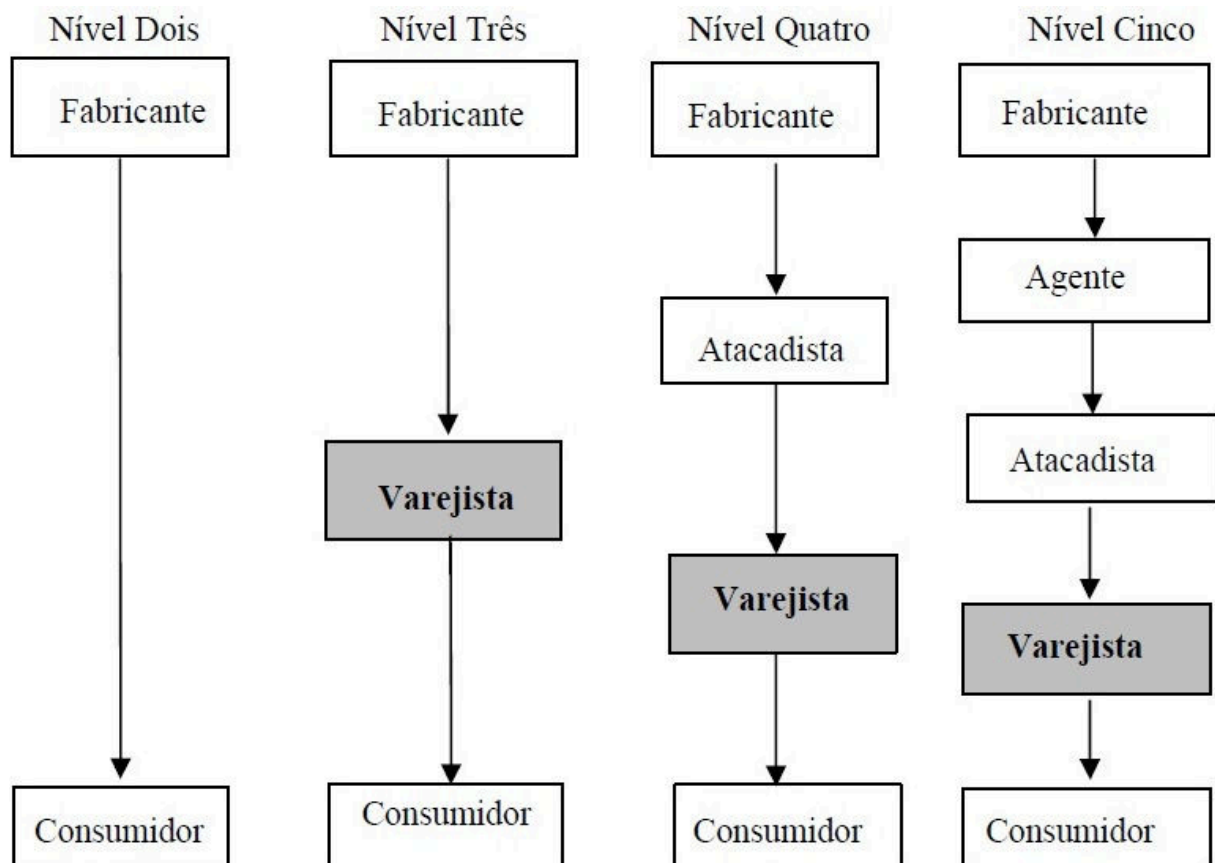 Nível Dois
Fabricante
Consumidor
Nível Três
Fabricante
Varejista
Consumidor
Nível Quatro
Fabricante
Atacadista
Varejista
Consumidor
Nível Cinco
Fabricante
Agente
Atacadista
Varejista
Consumidor